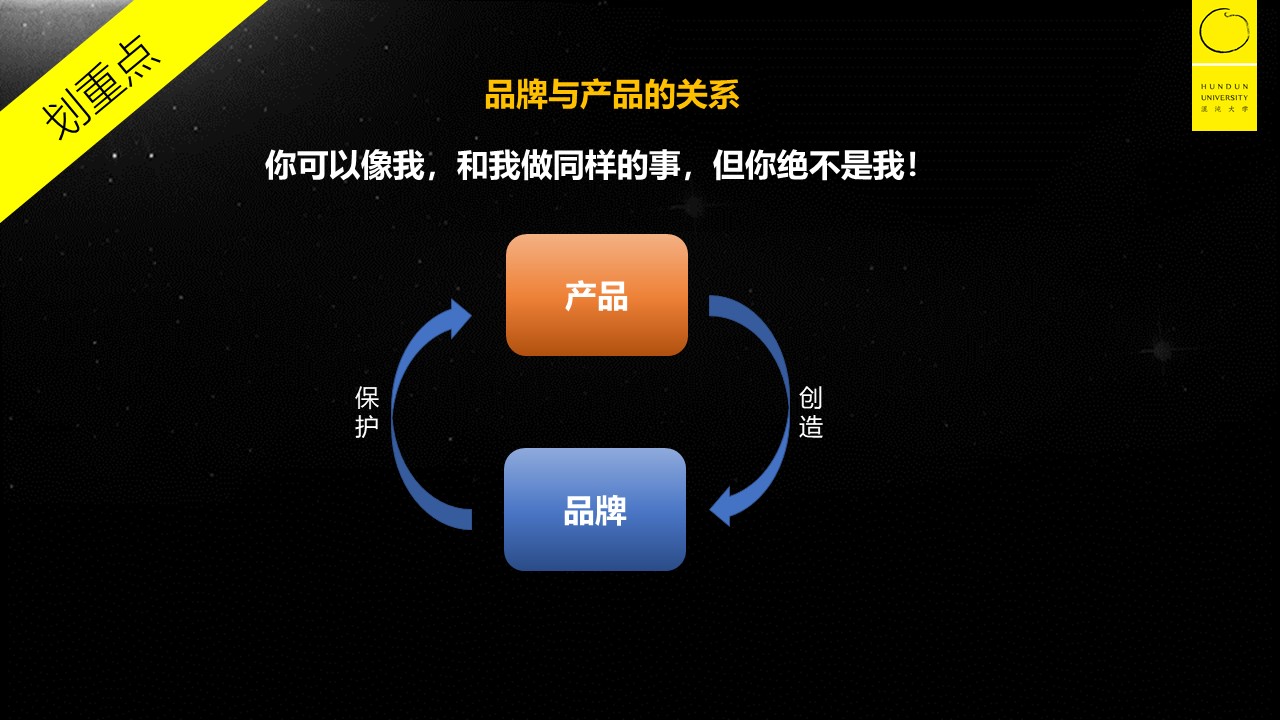 划重点
HUNDUN
UNIVERSITY
混沌大学
品牌与产品的关系
你可以像我，和我做同样的事，但你绝不是我！
产品
保护
创造
品牌